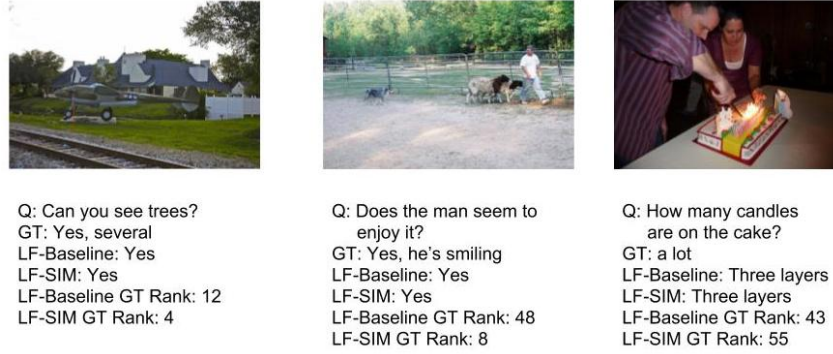 Q: Can you see trees?
GT: Yes, several
LF-Baseline: Yes
LF-SIM: Yes
LF-Baseline GT Rank: 12
LF-SIM GT Rank: 4
Q: Does the man seem to
enjoy it?
GT: Yes, he’s smiling
LF-Baseline: Yes
LF-SIM: Yes
LF-Baseline GT Rank: 48
LF-SIM GT Rank: 8
Q: How many candles
are on the cake?
GT: a lot
LF-Baseline: Three layers
LF-SIM: Three layers
LF-Baseline GT Rank: 43
LF-SIM GT Rank: 55